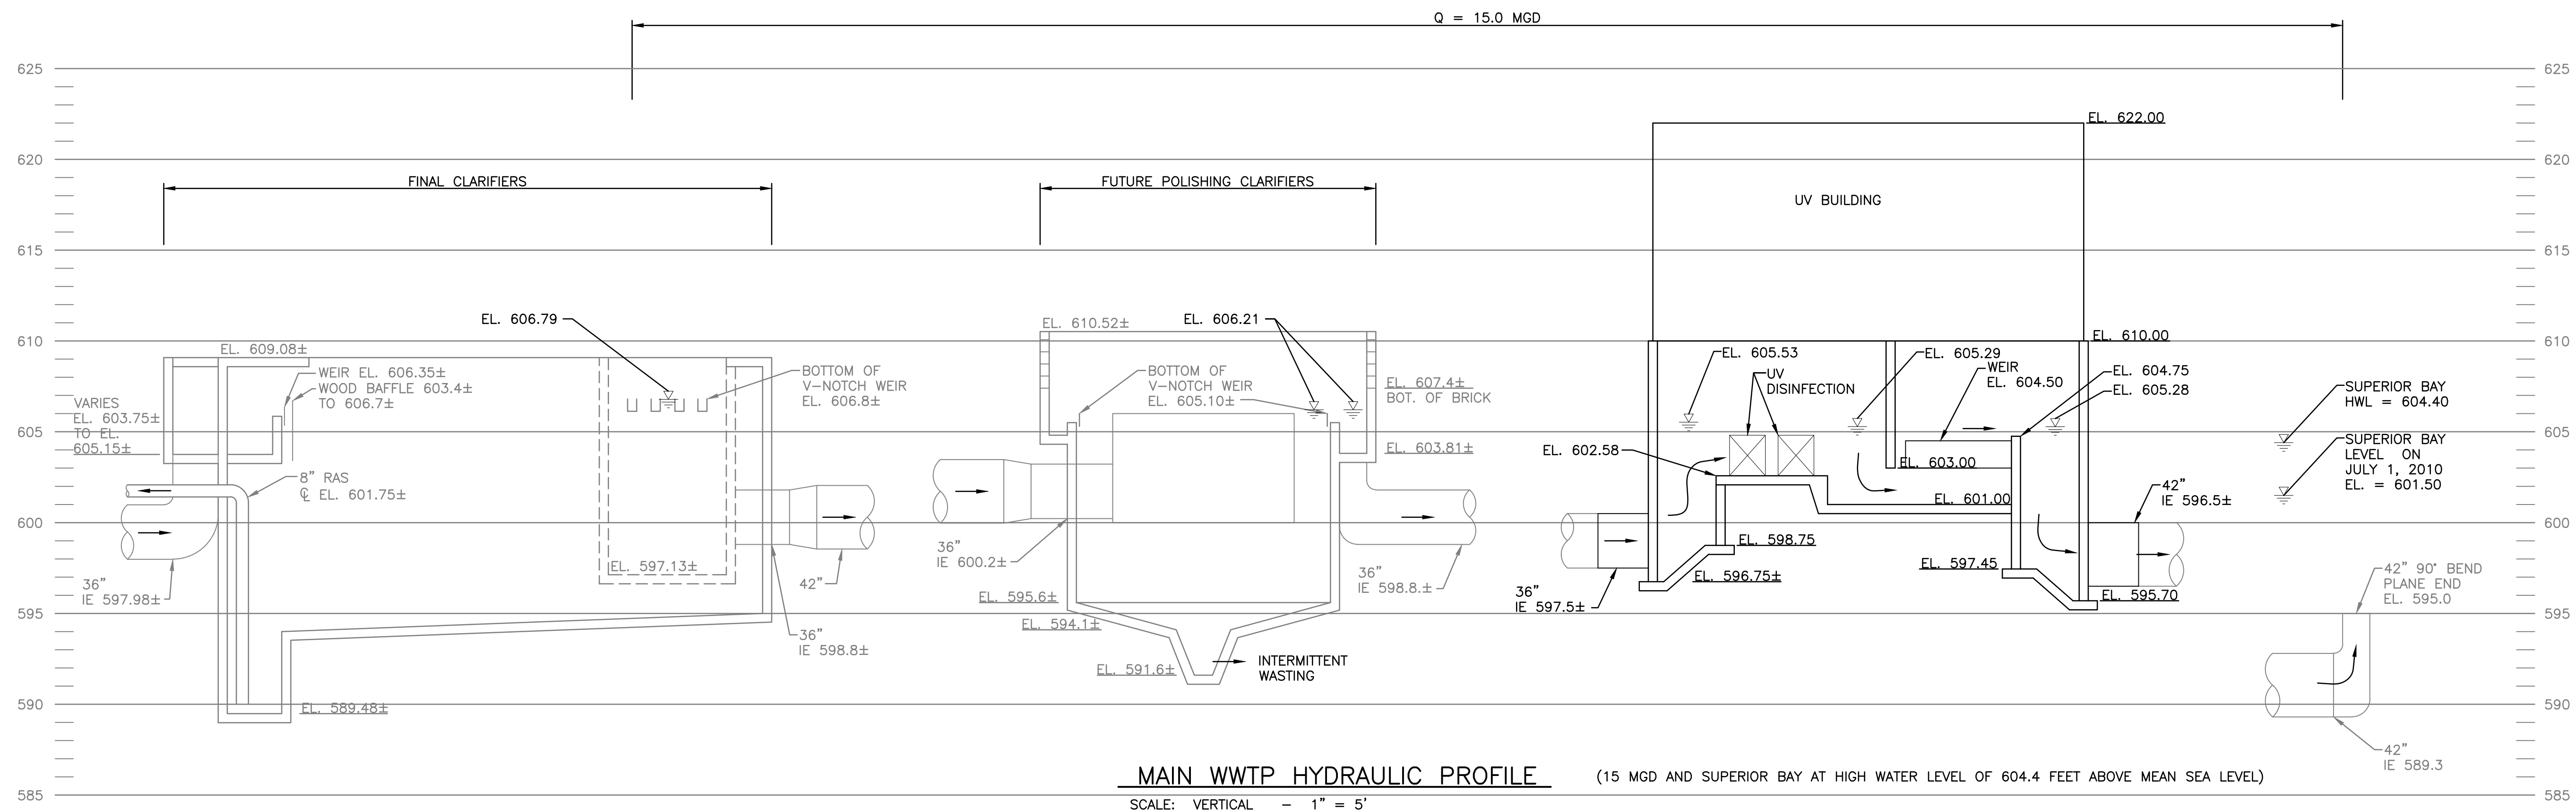 Q = 15.0 MGD
625
625
EL. 622.00
620
620
FINAL CLARIFIERS
FUTURE POLISHING CLARIFIERS
UV BUILDING
615
615
EL. 606.79
EL. 610.52±
EL. 606.21
610
EL. 610.00
610
EL. 609.08±
WEIR EL. 606.35±
WOOD BAFFLE 603.4±
TO 606.7±
BOTTOM OF
V-NOTCH WEIR
EL. 606.8±
BOTTOM OF
V-NOTCH WEIR
EL. 605.10±
EL. 607.4±
BOT. OF BRICK
EL. 605.53
UV
DISINFECTION
EL. 605.29
WEIR
EL. 604.50
EL. 604.75
EL. 605.28
SUPERIOR BAY
HWL = 604.40
VARIES
EL. 603.75±
TO EL.
605.15±
605
605
EL. 603.81±
EL. 602.58
EL. 603.00
SUPERIOR BAY
LEVEL ON
JULY 1, 2010
EL. = 601.50
8" RAS
℄ EL. 601.75±
EL. 601.00
42"
IE 596.5±
600
600
36"
IE 600.2±
EL. 598.75
EL. 597.13±
42"
36"
IE 598.8.±
EL. 596.75±
EL. 597.45
36"
IE 597.98±
EL. 595.6±
36"
IE 597.5±
EL. 595.70
42" 90° BEND
PLANE END
EL. 595.0
595
595
EL. 594.1±
36"
IE 598.8±
EL. 591.6±
INTERMITTENT
WASTING
590
EL. 589.48±
590
42"
IE 589.3
MAIN WWTP HYDRAULIC PROFILE
(15 MGD AND SUPERIOR BAY AT HIGH WATER LEVEL OF 604.4 FEET ABOVE MEAN SEA LEVEL)
585
585
SCALE: VERTICAL - 1" = 5'